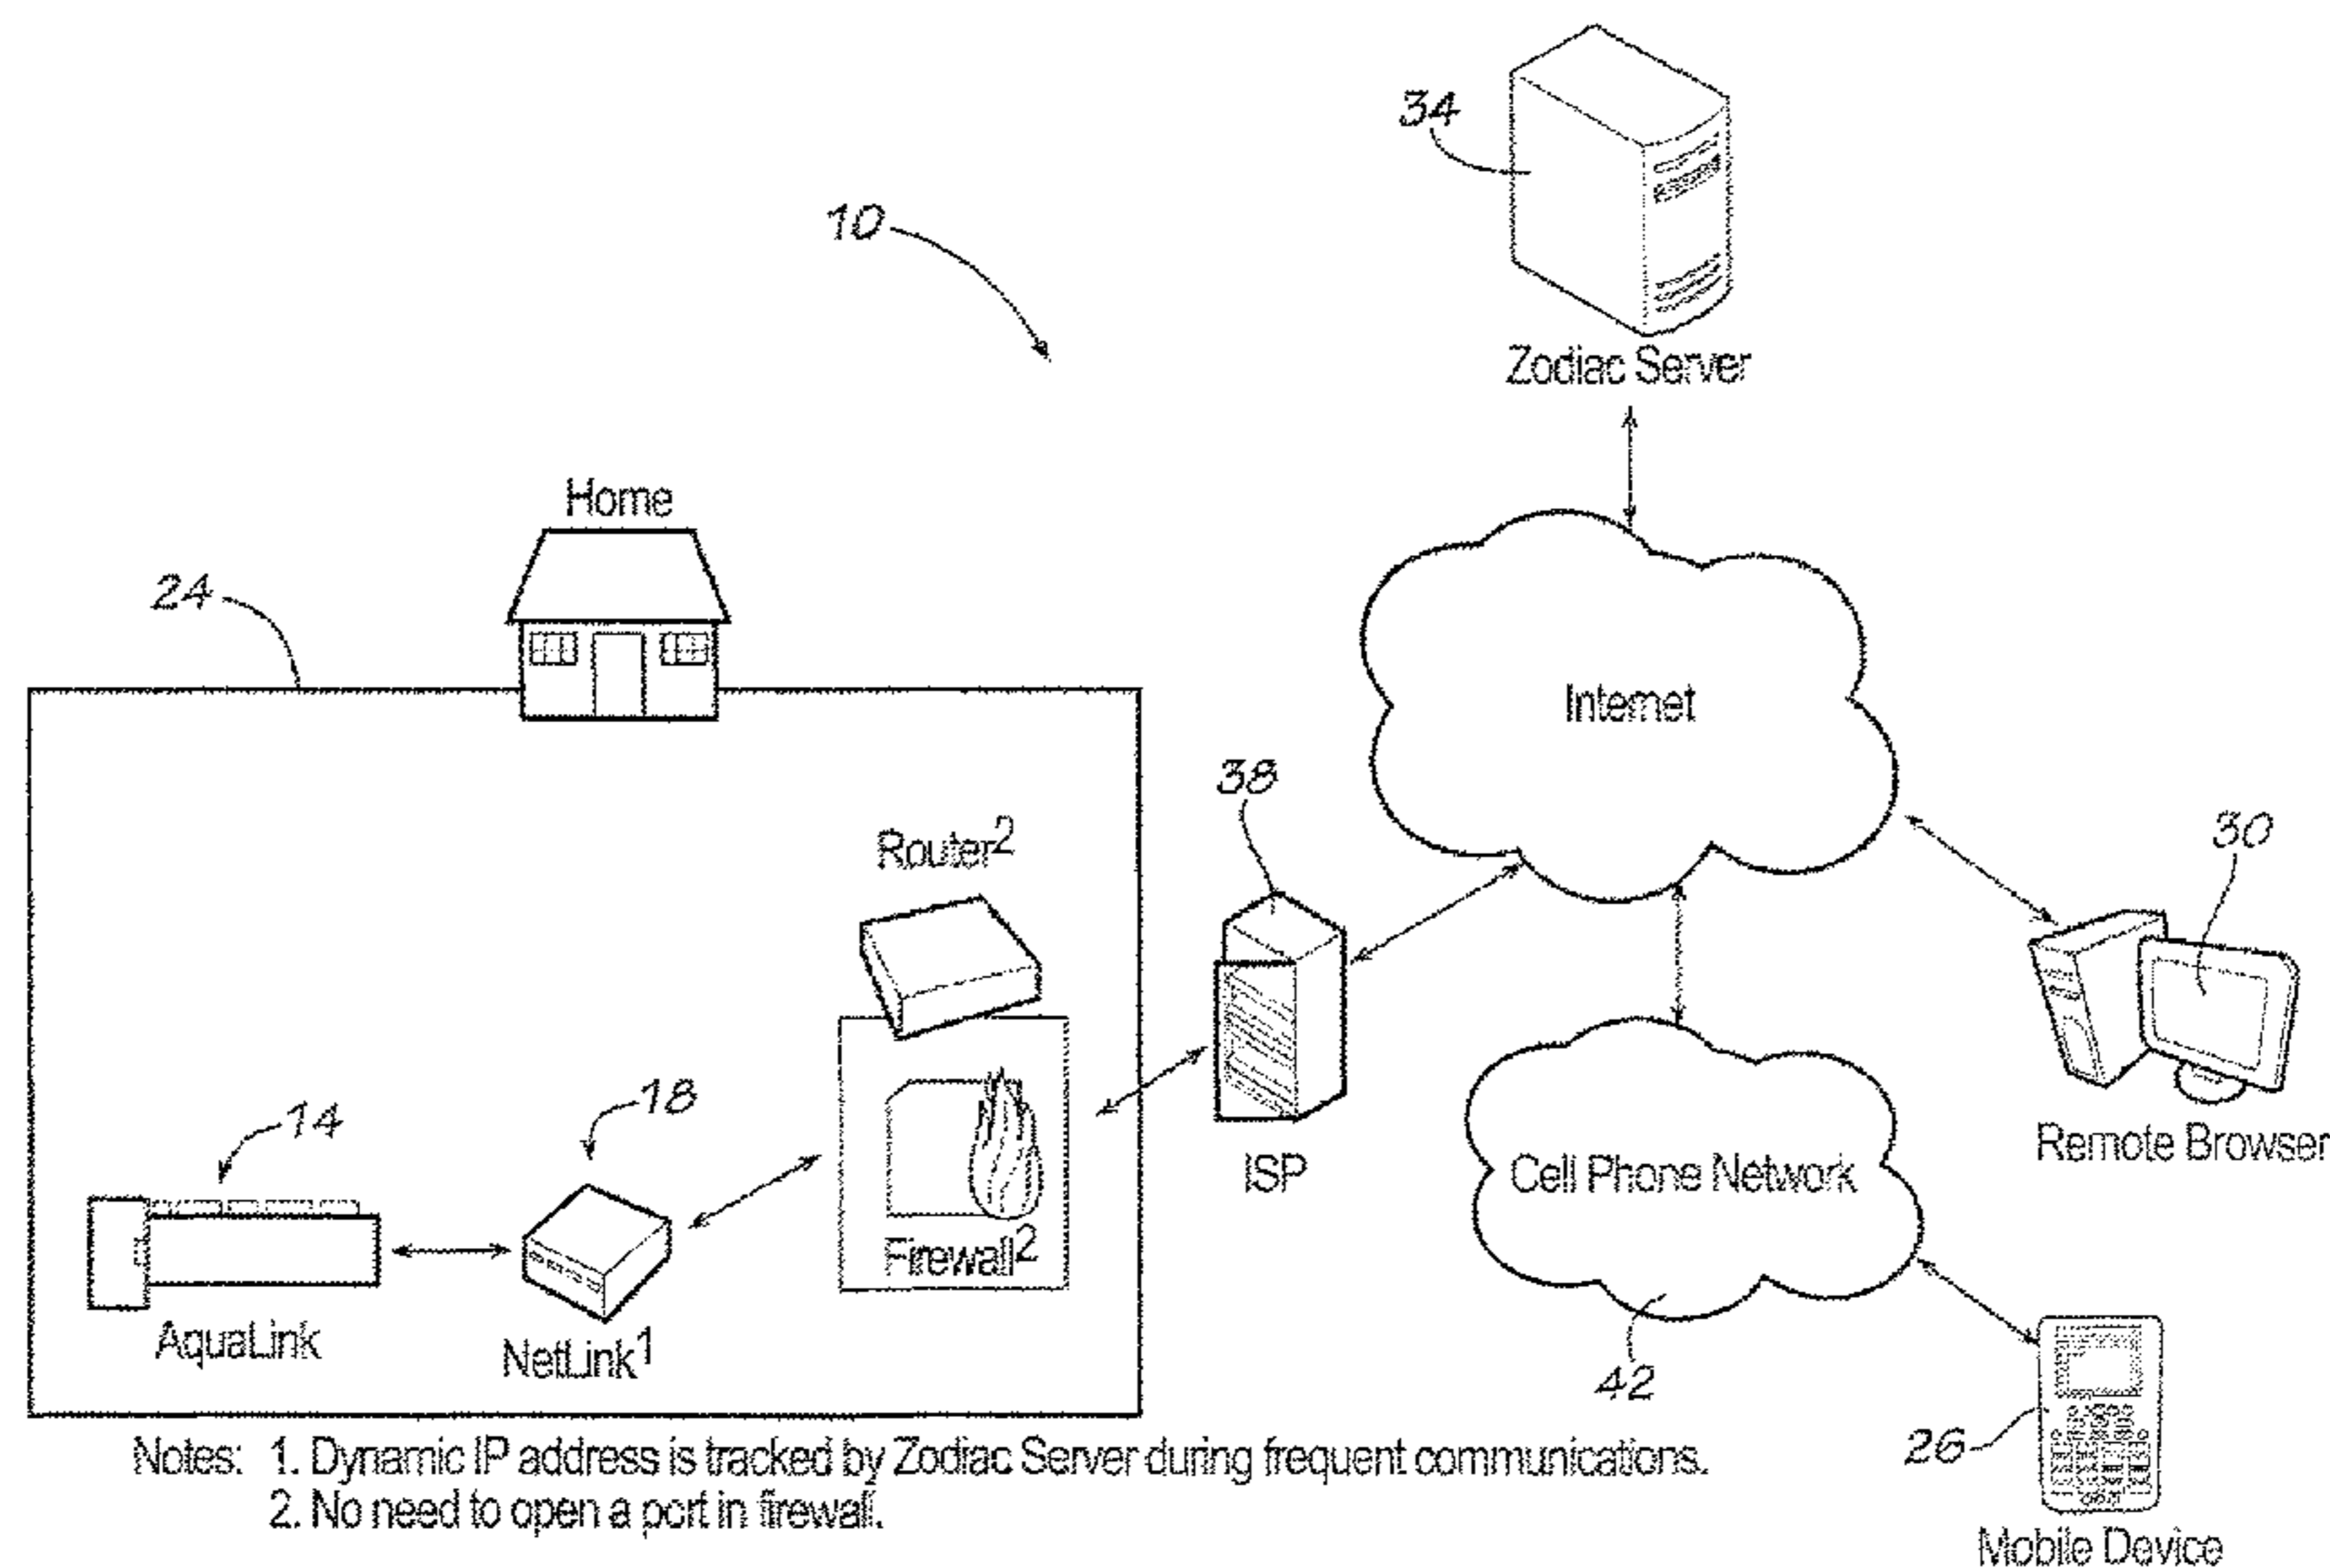 34
10
Zodiac Server
Home
24
Internet
38
30
Router2
18
14
Remote Browser
ISP
Cell Phone Network
Firewall2
AquaLink
NetLink1
42
26
Notes: 1. Dynamic IP address is tracked by Zodiac Server during frequent communications.
2. No need to open a port in firewall.
Mobile Device